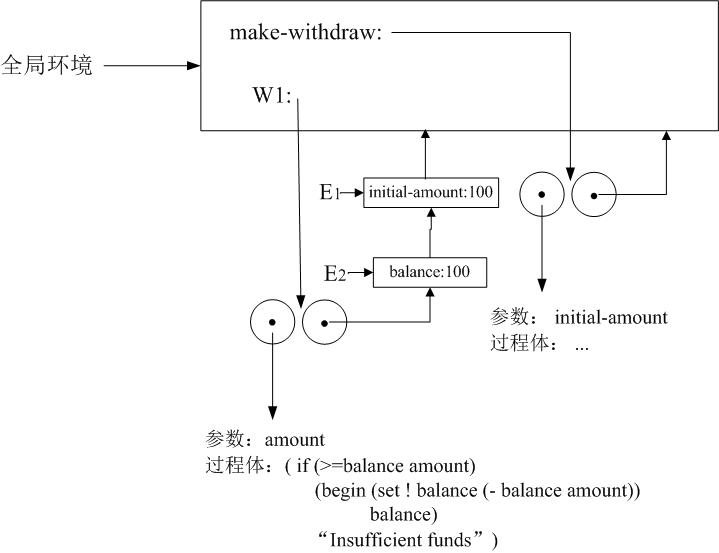 make-withdraw:
全局环境
W1:
E1
initial-amount:100
E2
balance:100
参数： initial-amount
过程体： ...
参数：amount
过程体：( if (>=balance amount)
(begin (set ! balance (- balance amount))
balance)
“Insufficient funds” )